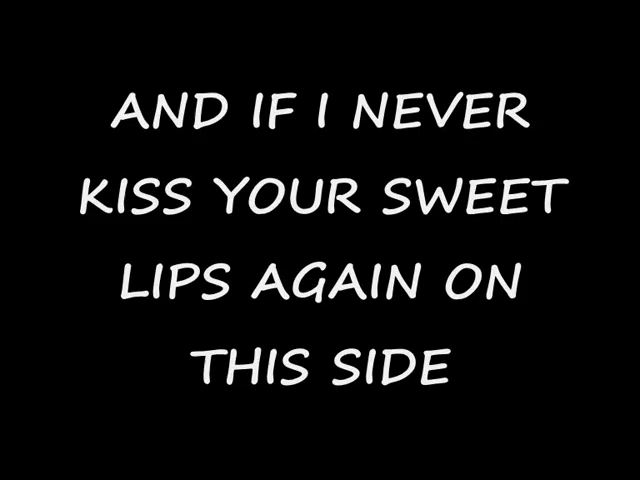 AND IF I NEVER
KISS YOUR SWEET
LIPS AGAIN ON
THIS SIDE